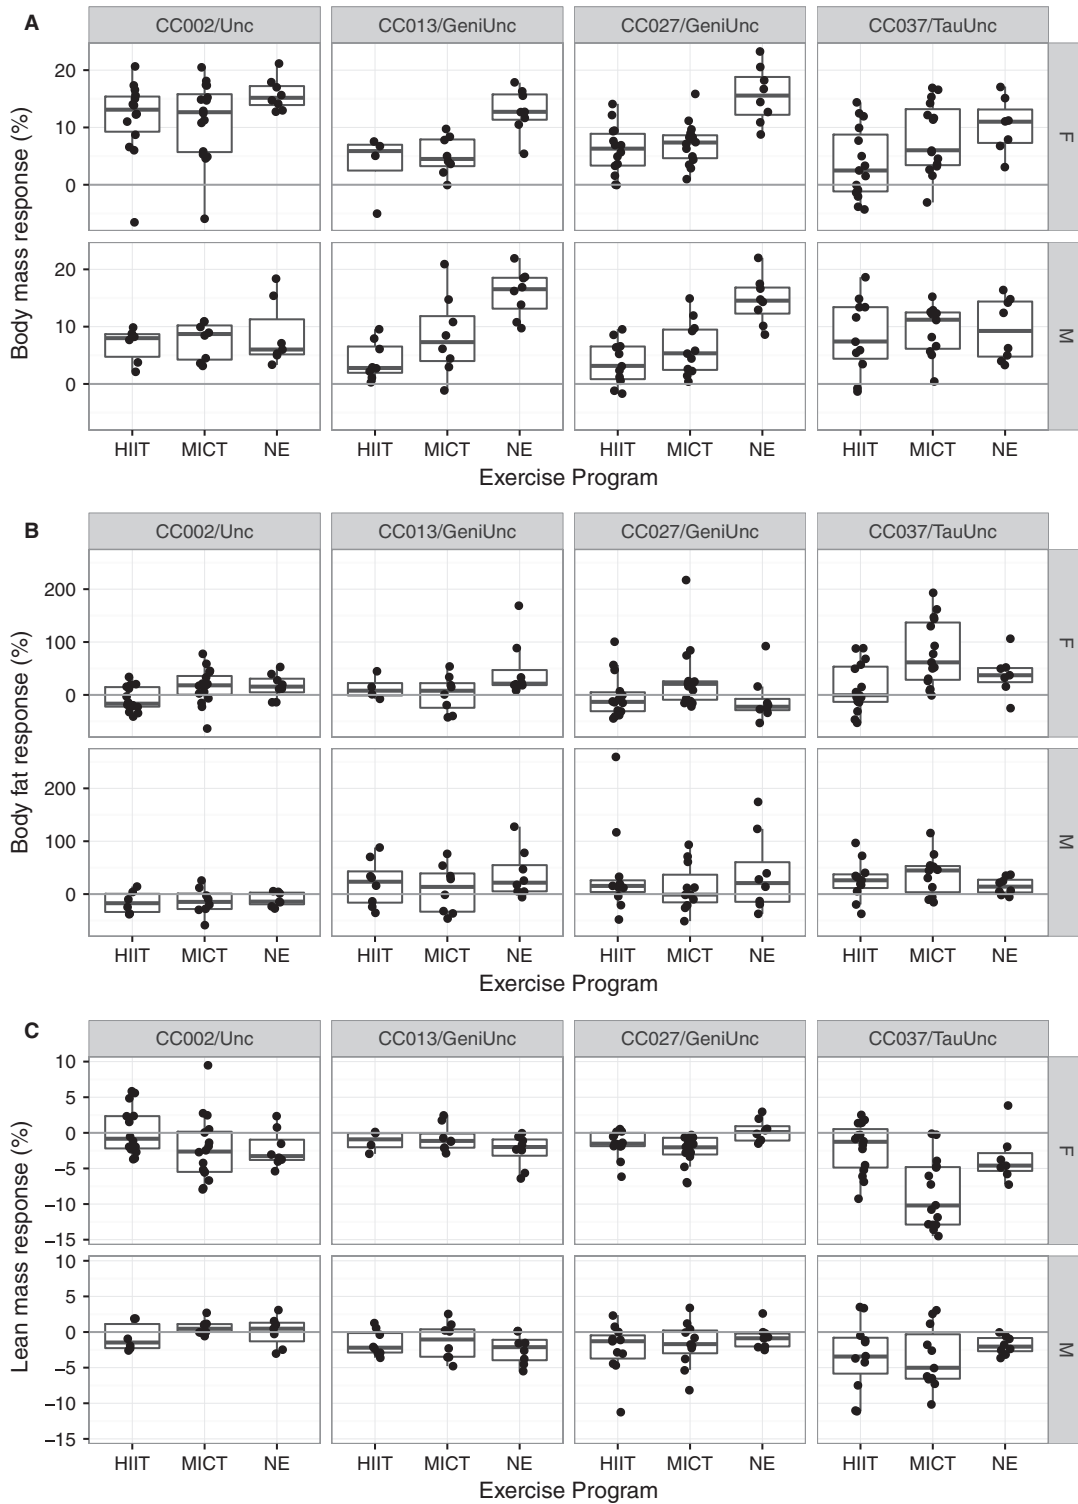 A
CC002/Unc CC013/GeniUnc CC027/GeniUnc CC037/TauUnc
Body mass response (%)
20
10
0
F
20
10
0
M
HIIT MICT NE HIIT MICT NE HIIT MICT NE HIIT MICT NE
Exercise Program
B
CC002/Unc CC013/GeniUnc CC027/GeniUnc CC037/TauUnc
Body fat response (%)
200
100
0
F
200
100
0
M
HIIT MICT NE HIIT MICT NE HIIT MICT NE HIIT MICT NE
Exercise Program
C
CC002/Unc CC013/GeniUnc CC027/GeniUnc CC037/TauUnc
Lean mass response (%)
10
5
0
−5
−10
−15
F
10
5
0
−5
−10
−15
M
HIIT MICT NE HIIT MICT NE HIIT MICT NE HIIT MICT NE
Exercise Program